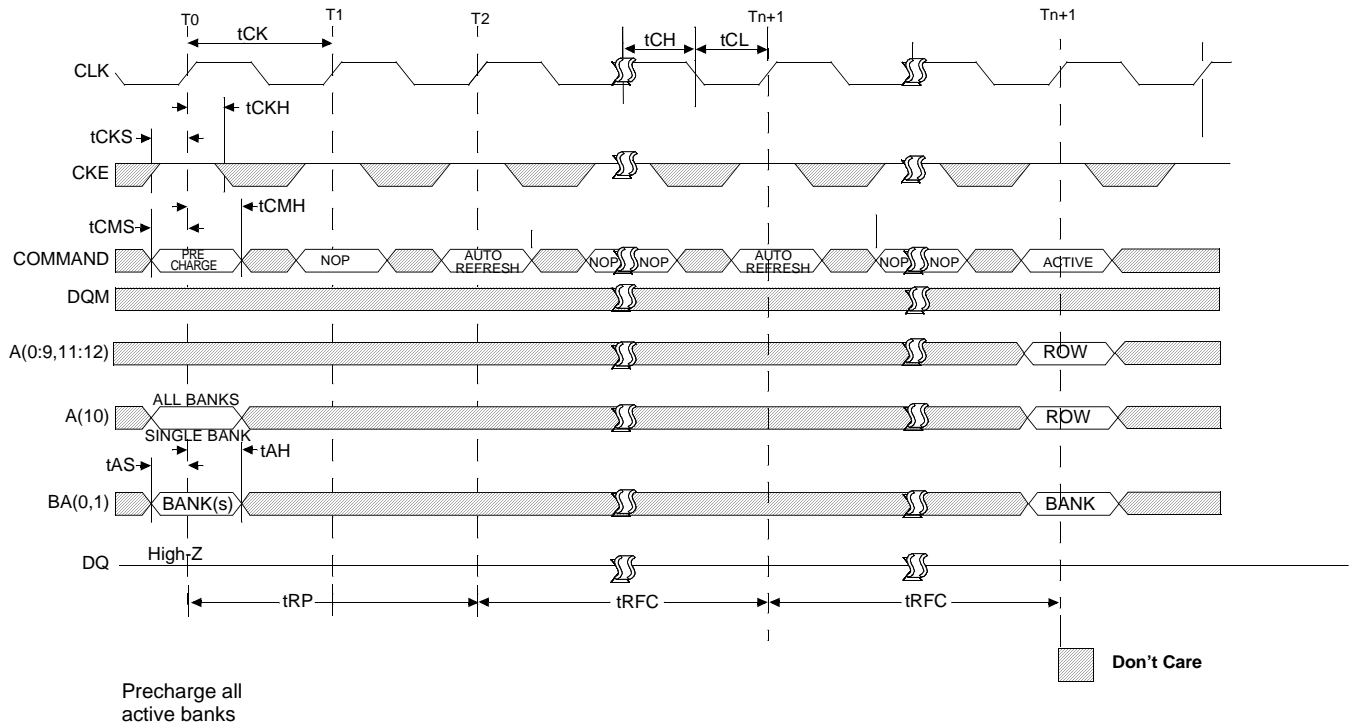 T0 T1 T2 Tn+1 Tn+1
tCK tCH tCL
CLK
tCKH
tCKS
CKE
tCMH
tCMS
COMMAND PRE CHARGE NOP AUTO REFRESH NOP NOP AUTO REFRESH NOP NOP ACTIVE
DQM
A(0:9,11:12) ROW
ALL BANKS
A(10) ROW
SINGLE BANK
tAH
tAS
BA(0,1) BANK(s) BANK
High-Z
DQ
tRP tRFC tRFC
Don't Care
Precharge all
active banks